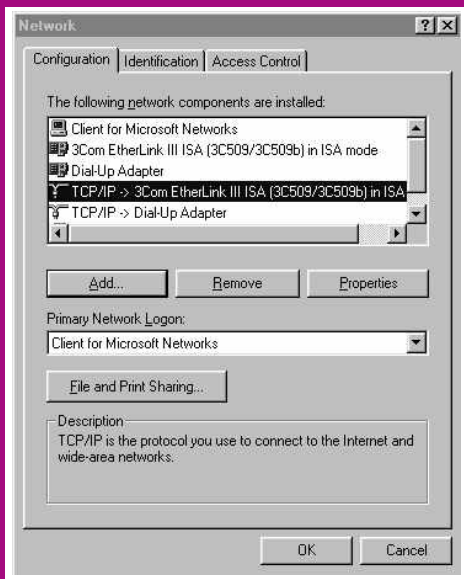 Network
Configuration Identification Access Control
The following network components are installed:
Client for Microsoft Networks
3Com EtherLink III ISA (3C509/3C509b) in ISA mode
Dial-Up Adapter
TCP/IP -> 3Com EtherLink III ISA (3C509/3C509b) in ISA
TCP/IP -> Dial-Up Adapter
Add... Remove Properties
Primary Network Logon:
Client for Microsoft Networks
File and Print Sharing...
Description
TCP/IP is the protocol you use to connect to the Internet and
wide-area networks.
OK Cancel